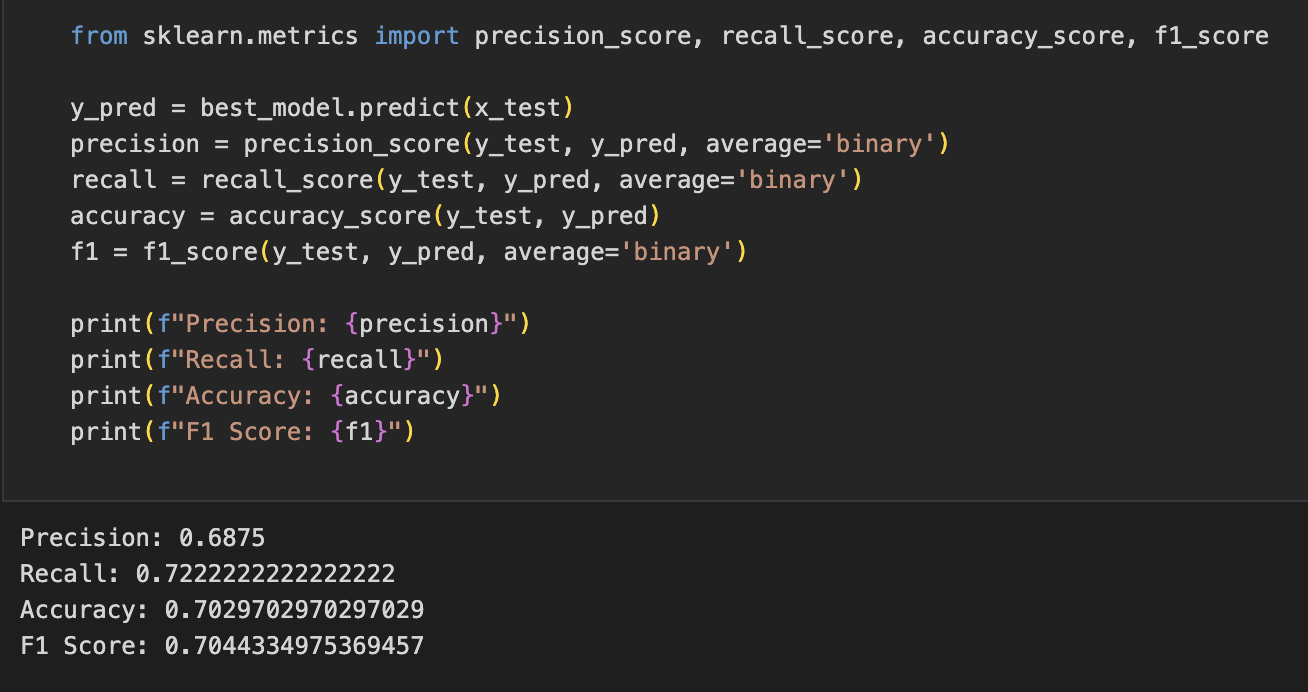 from sklearn.metrics import precision_score, recall_score, accuracy_score, f1_score
y_pred = best_model.predict(x_test)
precision = precision_score(y_test, y_pred, average='binary')
recall = recall_score(y_test, y_pred, average='binary')
accuracy = accuracy_score(y_test, y_pred)
f1 = f1_score(y_test, y_pred, average='binary')
print(f"Precision: {precision}")
print(f"Recall: {recall}")
print(f"Accuracy: {accuracy}")
print(f"F1 Score: {f1}")
Precision: 0.6875
Recall: 0.7222222222222222
Accuracy: 0.7029702970297029
F1 Score: 0.7044334975369457